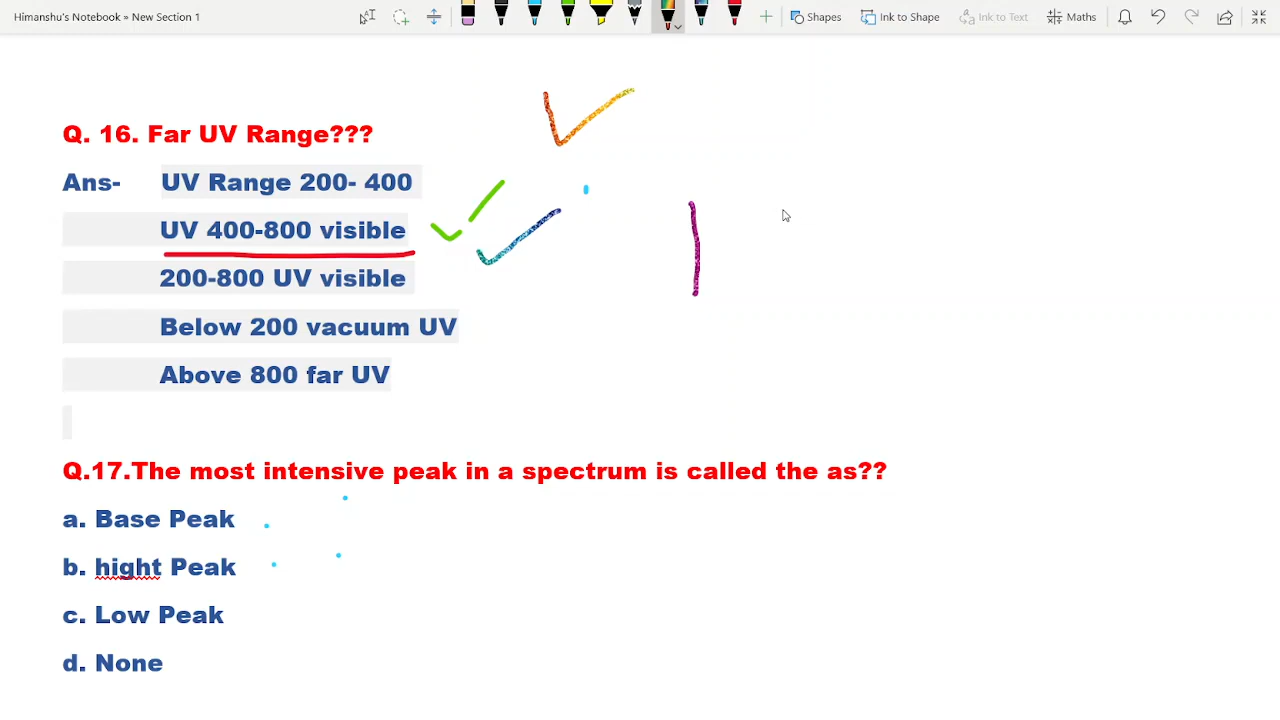 Himanshu's Notebook » New Section 1
Shapes
Ink to Shape
Ink to Text
Maths
Q. 16. Far UV Range???
Ans- UV Range 200- 400
UV 400-800 visible
200-800 UV visible
Below 200 vacuum UV
Above 800 far UV
Q.17.The most intensive peak in a spectrum is called the as??
a. Base Peak
b. hight Peak
c. Low Peak
d. None